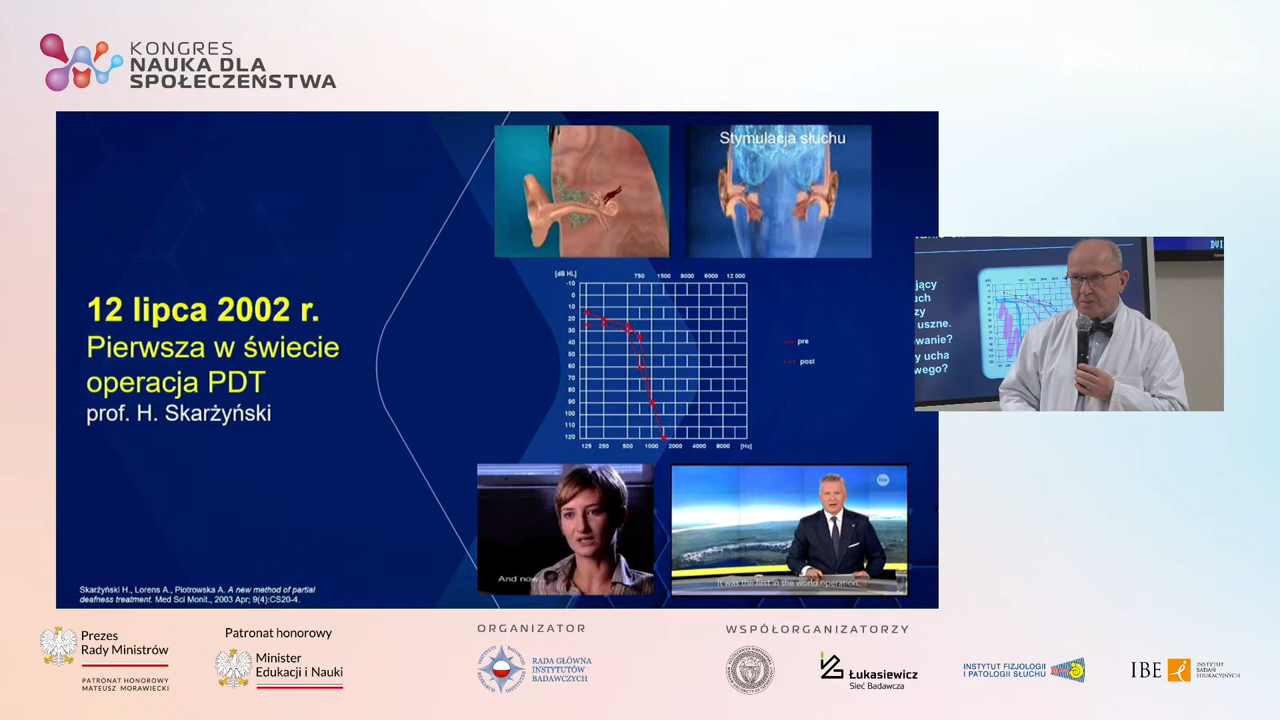 KONGRES
NAUKA DLA
SPOŁECZEŃSTWA
Stymulacja słuchu
12 lipca 2002 r.
Pierwsza w świecie
operacja PDT
prof. H. Skarżyński
[dB HL]
750 1500 3000 6000 12 000
-10
0
10
20
30
40
50
60
70
80
90
100
110
120
125 250 500 1000 2000 4000 8000 [Hz]
pre
post
And now
It was the first in the world operation.
Skarżyński H., Lorens A., Piotrowska A. A new method of partial
deafness treatment. Med Sci Monit., 2003 Apr; 9(4):CS20-4.
jący
uch
zy
uszne.
owanie?
y ucha
wego?
Prezes
Rady Ministrów
PATRONAT HONOROWY
MATEUSZ MORAWIECKI
Patronat honorowy
Minister
Edukacji i Nauki
ORGANIZATOR
RADA GŁÓWNA
INSTYTUTÓW
BADAWCZYCH
WSPÓŁORGANIZATORZY
Łukasiewicz
Sieć Badawcza
INSTYTUT FIZJOLOGII
I PATOLOGII SŁUCHU
IBE
INSTYTUT
BADAŃ
EDUKACYJNYCH